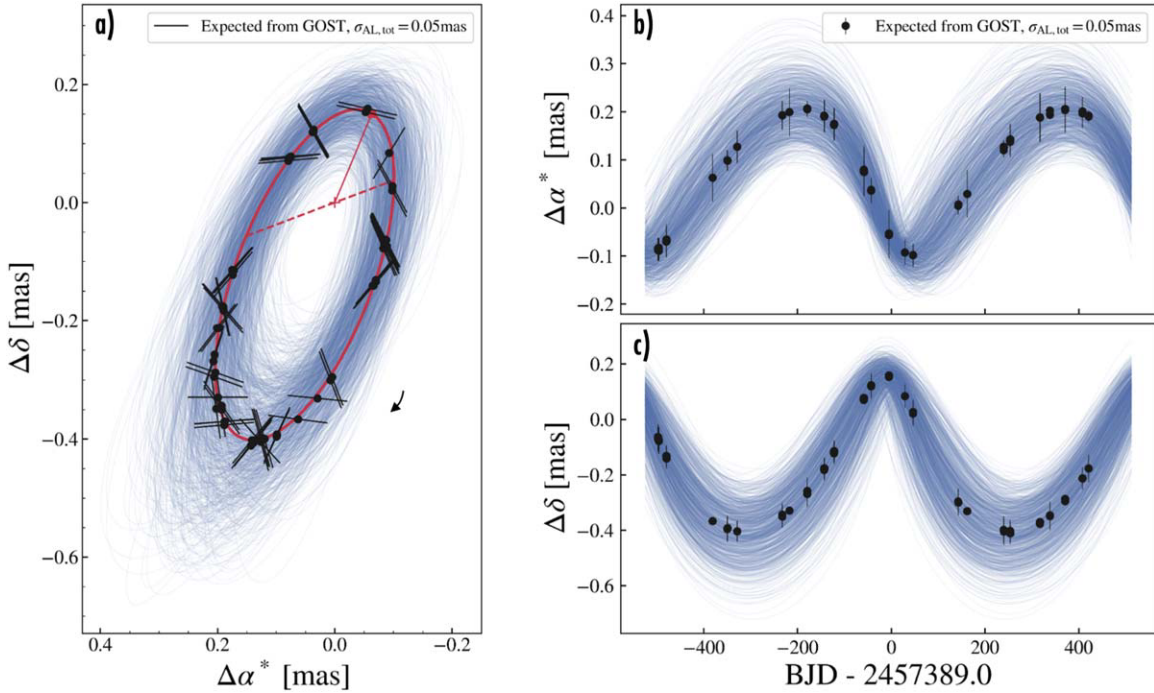 a)
Expected from GOST, σAL,tot = 0.05mas
0.2
0.0
−0.2
−0.4
−0.6
Δδ [mas]
0.4 0.2 0.0 −0.2
Δα* [mas]
b)
Expected from GOST, σAL,tot = 0.05mas
0.4
0.3
0.2
0.1
0.0
−0.1
−0.2
Δα* [mas]
c)
0.2
0.0
−0.2
−0.4
−0.6
Δδ [mas]
−400 −200 0 200 400
BJD - 2457389.0